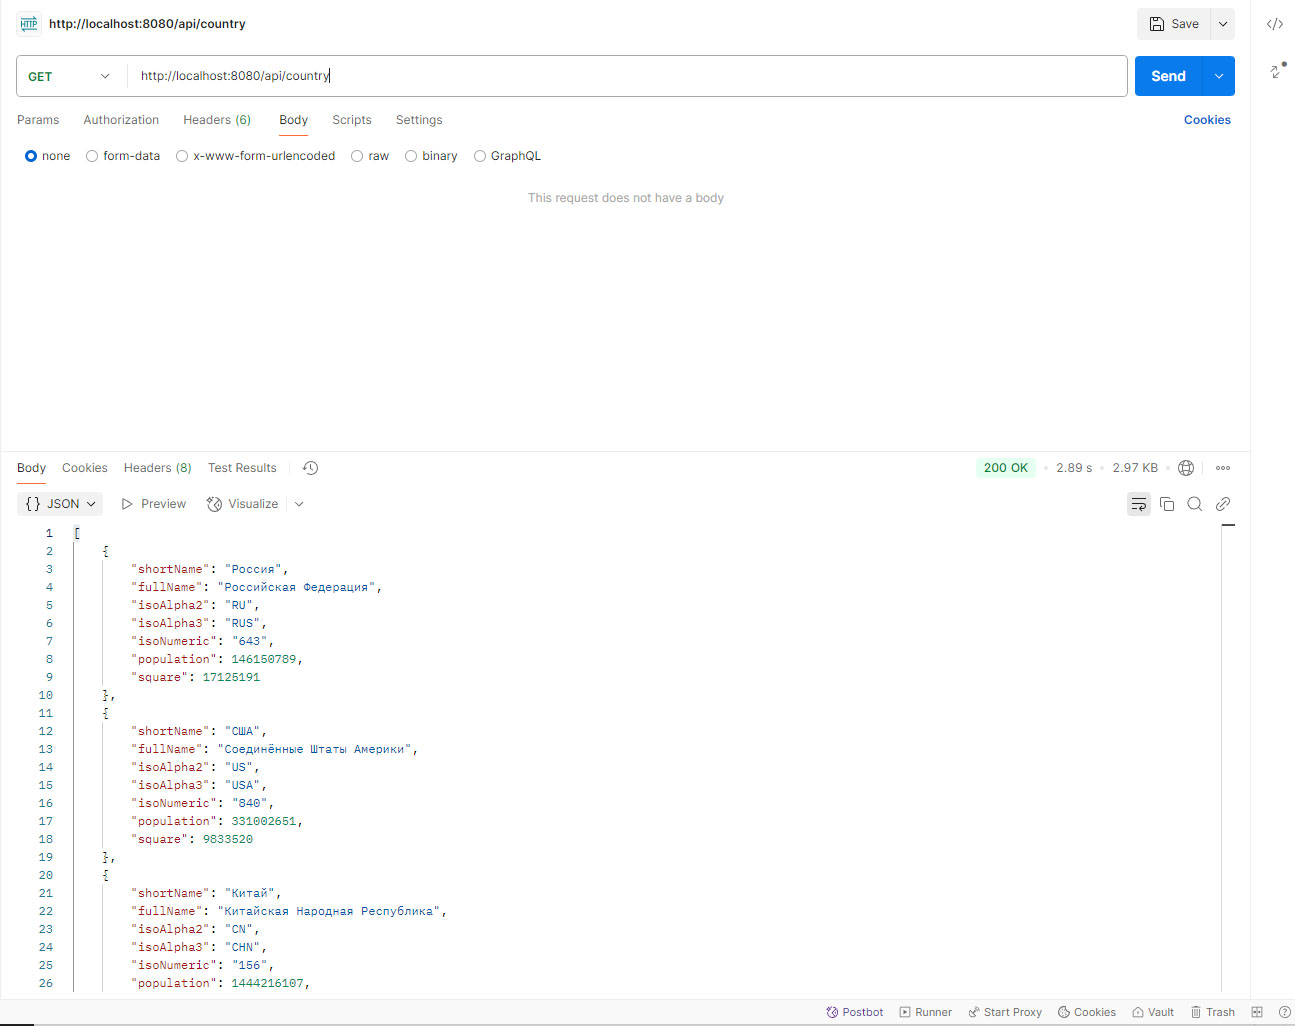 HTTP http://localhost:8080/api/country Save
GET http://localhost:8080/api/country Send
Params Authorization Headers (6) Body Scripts Settings Cookies
none form-data x-www-form-urlencoded raw binary GraphQL
This request does not have a body
Body Cookies Headers (8) Test Results 200 OK • 2.89 s • 2.97 KB
{} JSON Preview Visualize
1 [
2 {
3 "shortName": "Россия",
4 "fullName": "Российская Федерация",
5 "isoAlpha2": "RU",
6 "isoAlpha3": "RUS",
7 "isoNumeric": "643",
8 "population": 146150789,
9 "square": 17125191
10 },
11 {
12 "shortName": "США",
13 "fullName": "Соединённые Штаты Америки",
14 "isoAlpha2": "US",
15 "isoAlpha3": "USA",
16 "isoNumeric": "840",
17 "population": 331002651,
18 "square": 9833520
19 },
20 {
21 "shortName": "Китай",
22 "fullName": "Китайская Народная Республика",
23 "isoAlpha2": "CN",
24 "isoAlpha3": "CHN",
25 "isoNumeric": "156",
26 "population": 1444216107,
Postbot Runner Start Proxy Cookies Vault Trash